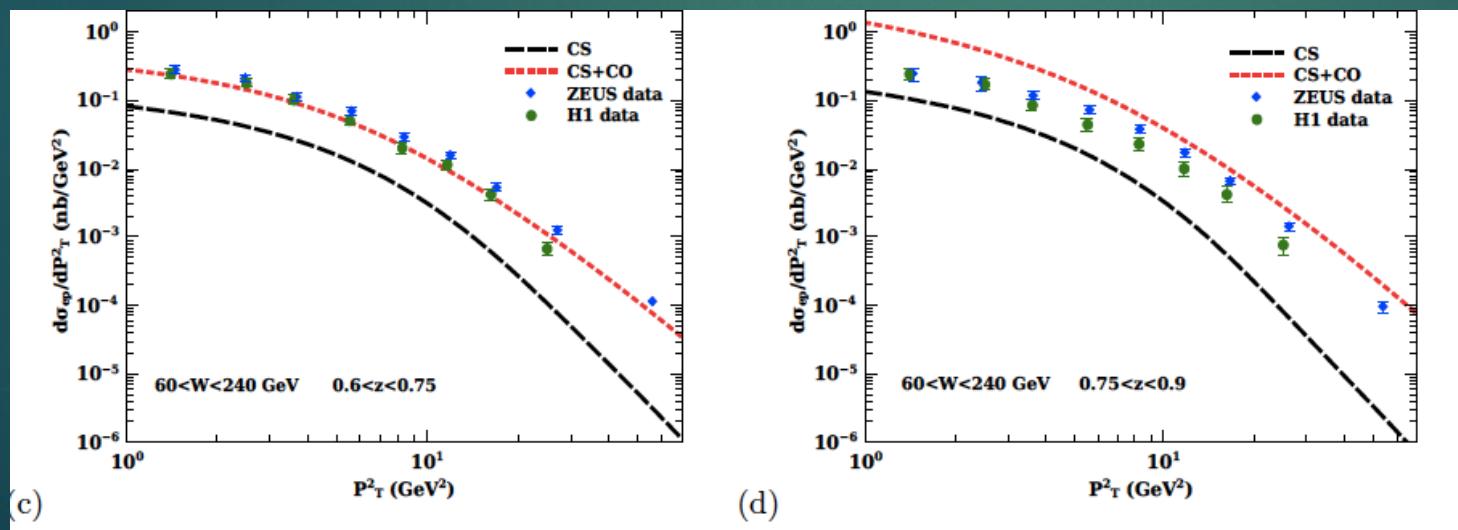 10⁰
10⁻¹
10⁻²
10⁻³
10⁻⁴
10⁻⁵
10⁻⁶
dσₑₚ/dP²_T (nb/GeV²)
CS
CS+CO
ZEUS data
H1 data
60<W<240 GeV 0.6<z<0.75
10⁰ 10¹
P²_T (GeV²)
(c)
10⁰
10⁻¹
10⁻²
10⁻³
10⁻⁴
10⁻⁵
10⁻⁶
dσₑₚ/dP²_T (nb/GeV²)
CS
CS+CO
ZEUS data
H1 data
60<W<240 GeV 0.75<z<0.9
10⁰ 10¹
P²_T (GeV²)
(d)